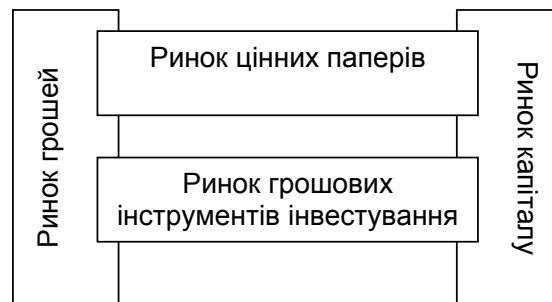 Ринок грошей
Ринок цінних паперів
Ринок грошових
інструментів інвестування
Ринок капіталу